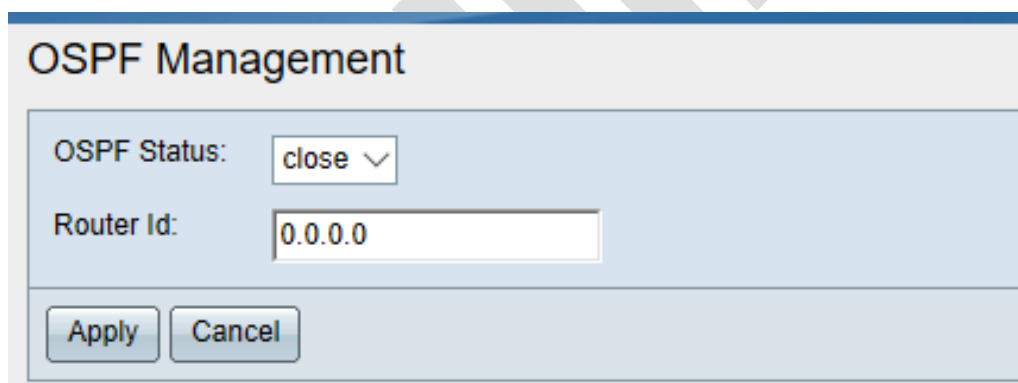 OSPF Management
OSPF Status: close
Router Id: 0.0.0.0
Apply Cancel